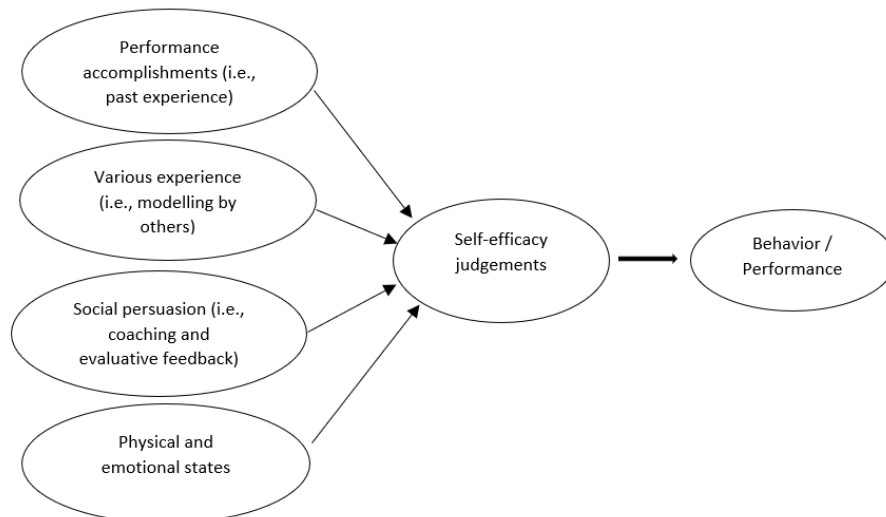 Performance
accomplishments (i.e.,
past experience)
Various experience
(i.e., modelling by
others)
Social persuasion (i.e.,
coaching and
evaluative feedback)
Physical and
emotional states
Self-efficacy
judgements
Behavior /
Performance